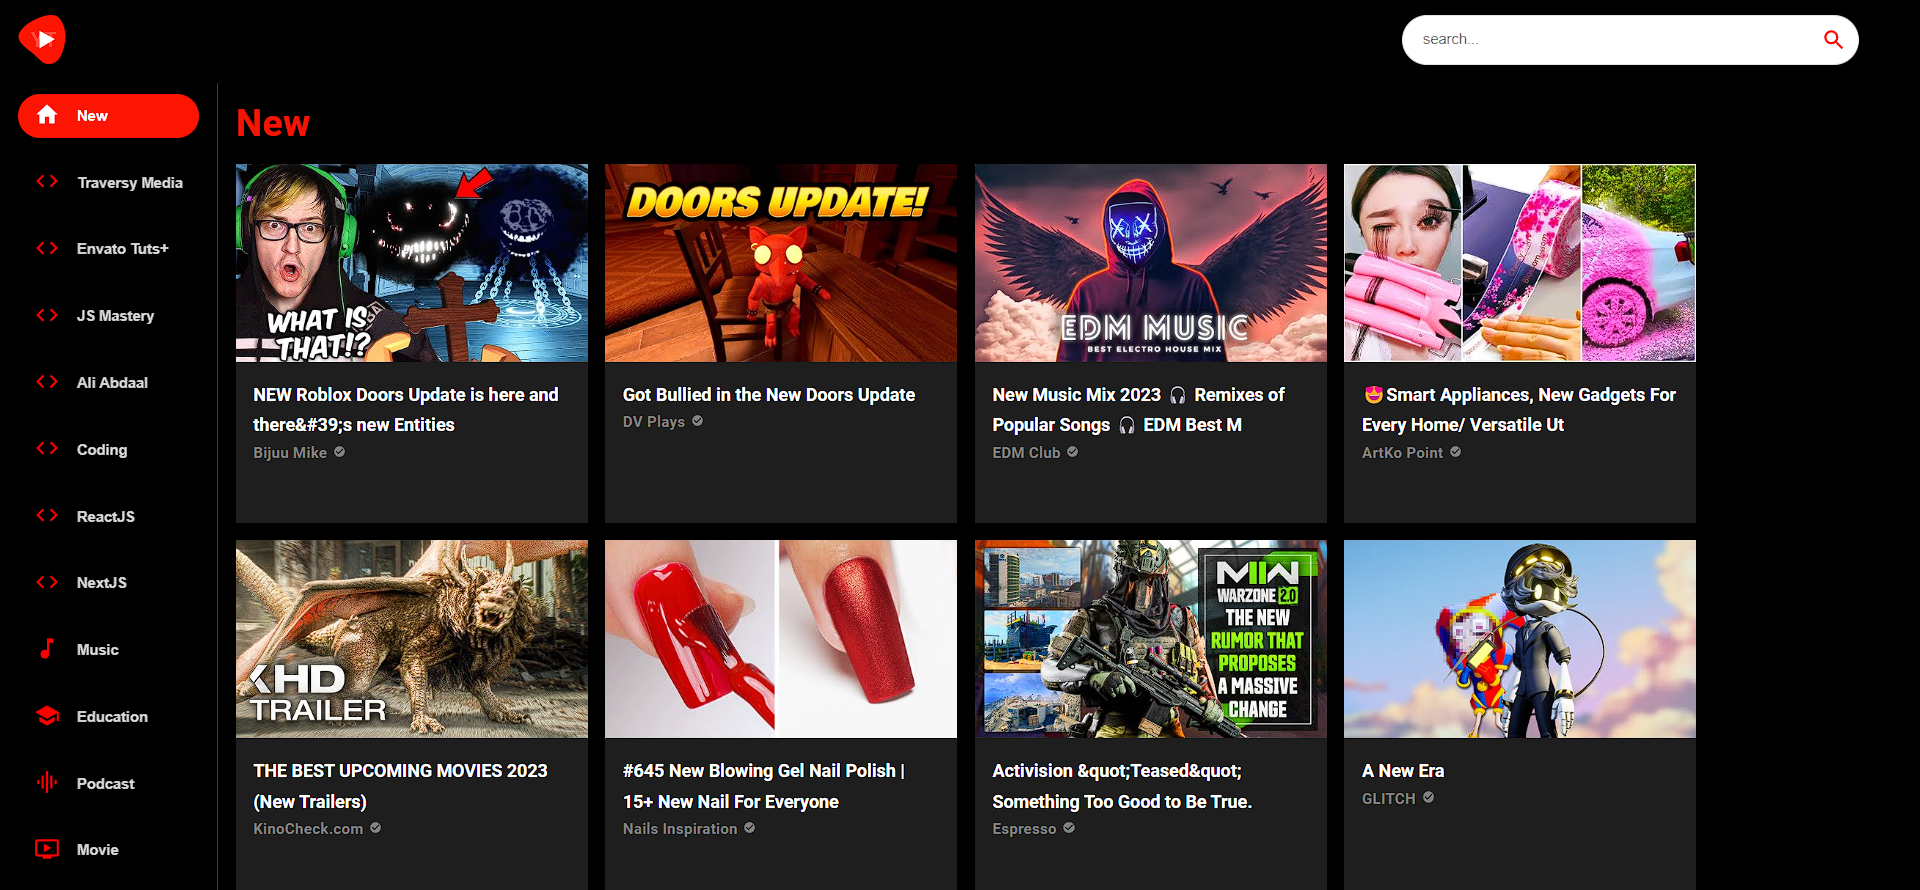 search...
New
Traversy Media
Envato Tuts+
JS Mastery
Ali Abdaal
Coding
ReactJS
NextJS
Music
Education
Podcast
Movie
New
WHAT IS
THAT!?
NEW Roblox Doors Update is here and
there&#39;s new Entities
Bijuu Mike
DOORS UPDATE!
Got Bullied in the New Doors Update
DV Plays
EDM MUSIC
BEST ELECTRO HOUSE MIX
New Music Mix 2023 🎧 Remixes of
Popular Songs 🎧 EDM Best M
EDM Club
🤩Smart Appliances, New Gadgets For
Every Home/ Versatile Ut
ArtKo Point
KHD
TRAILER
THE BEST UPCOMING MOVIES 2023
(New Trailers)
KinoCheck.com
#645 New Blowing Gel Nail Polish |
15+ New Nail For Everyone
Nails Inspiration
MW
WARZONE 2.0
THE NEW
RUMOR THAT
PROPOSES
A MASSIVE
CHANGE
Activision &quot;Teased&quot;
Something Too Good to Be True.
Espresso
A New Era
GLITCH